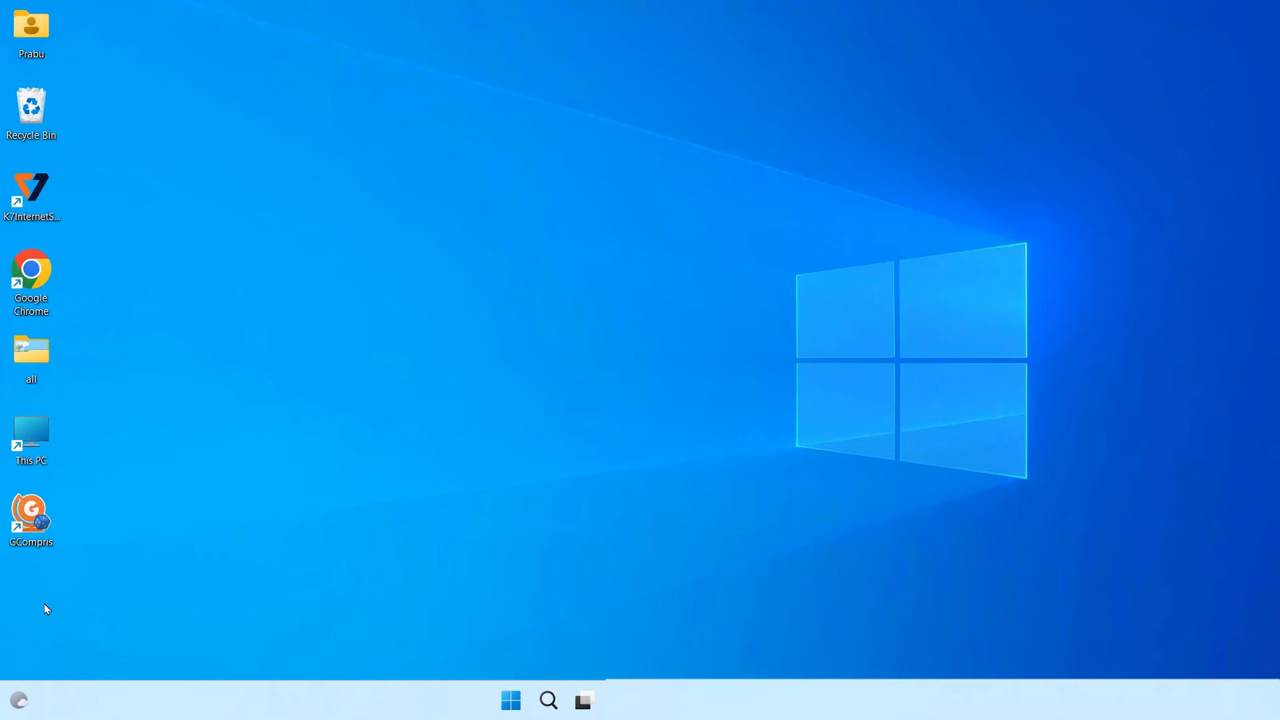 Prabu
Recycle Bin
K7InternetS...
Google
Chrome
all
This PC
GCompris